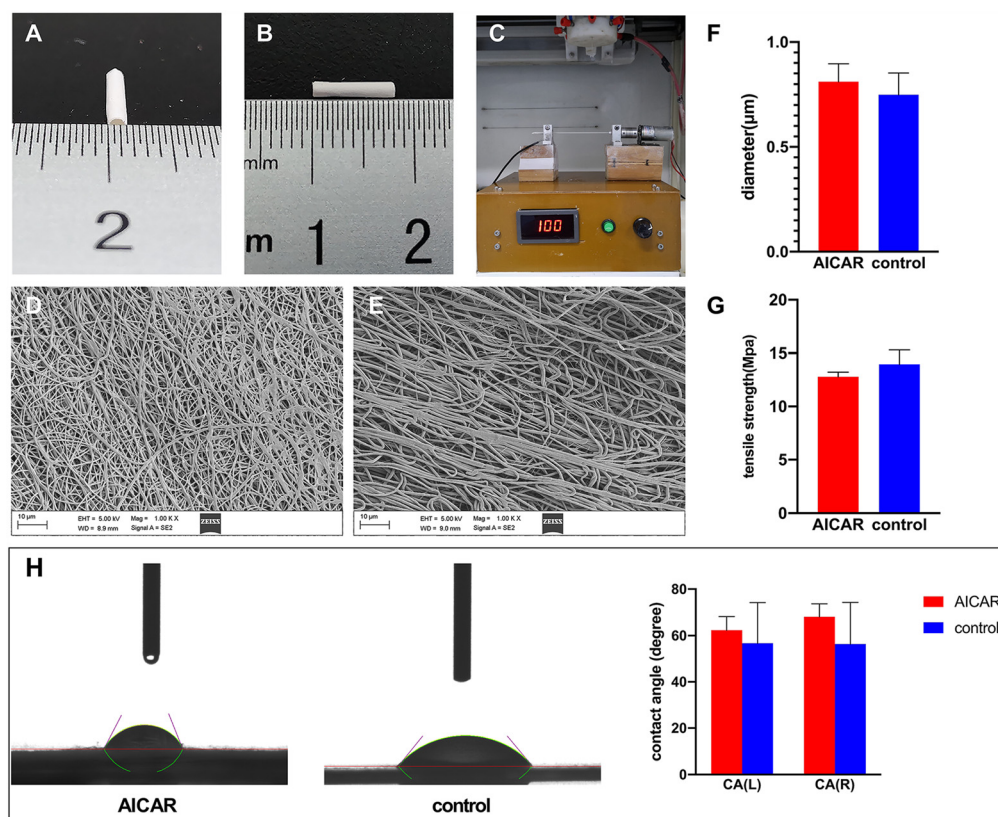 A
2
B
m/m
m 1 2
C
100
D
10 µm
EHT = 5.00 kV Mag = 1.00 K X
WD = 8.9 mm Signal A = SE2
ZEISS
E
10 µm
EHT = 5.00 kV Mag = 1.00 K X
WD = 9.0 mm Signal A = SE2
ZEISS
F
diameter(µm)
1.0
0.5
0.0
AICAR control
G
tensile strength(Mpa)
20
15
10
5
0
AICAR control
H
AICAR
control
contact angle (degree)
80
60
40
20
0
CA(L) CA(R)
AICAR
control